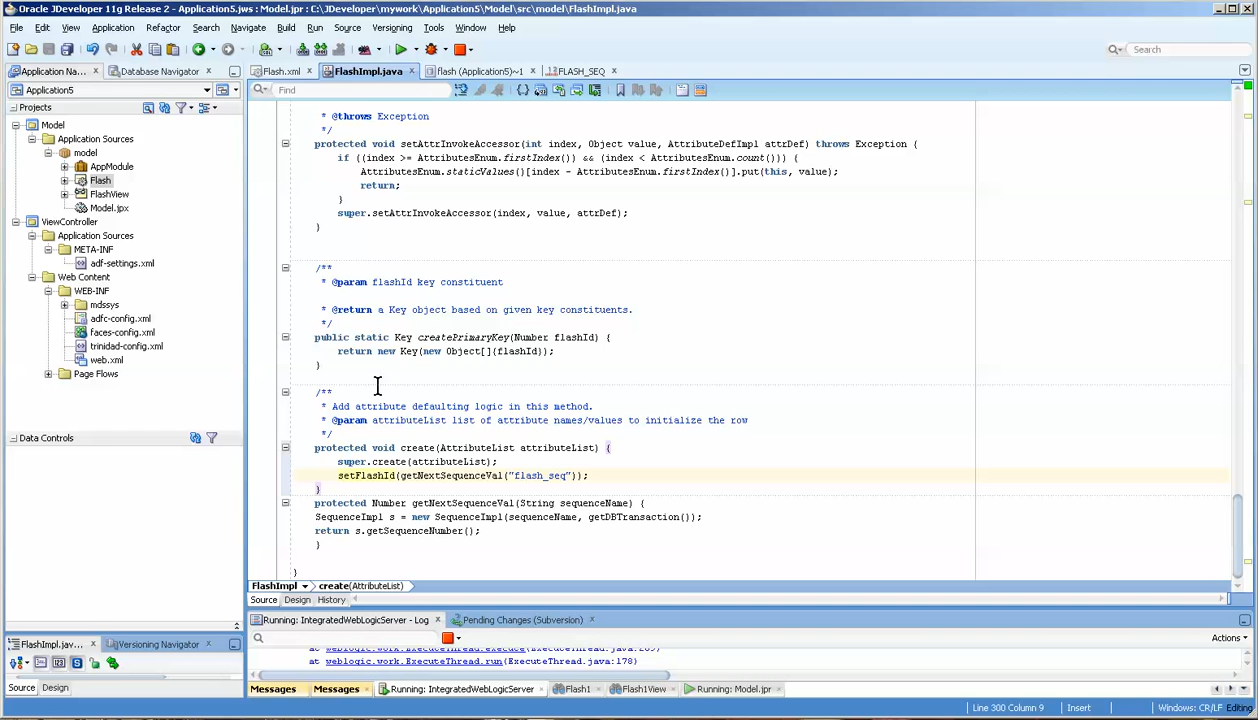 Oracle JDeveloper 11g Release 2 - Application5.jws : Model.jpr : C:\JDeveloper\mywork\Application5\Model\src\model\FlashImpl.java
File Edit View Application Refactor Search Navigate Build Run Source Versioning Tools Window Help
Search
Application Na... Database Navigator Flash.xml FlashImpl.java flash (Application5)~1 FLASH_SEQ
Application5
Find
Projects
Model
Application Sources
model
AppModule
Flash
FlashView
Model.jpx
ViewController
Application Sources
META-INF
adf-settings.xml
Web Content
WEB-INF
mdssys
adfc-config.xml
faces-config.xml
trinidad-config.xml
web.xml
Page Flows
Data Controls
FlashImpl.jav... Versioning Navigator
Source Design
* @throws Exception
*/
protected void setAttrInvokeAccessor(int index, Object value, AttributeDefImpl attrDef) throws Exception {
if ((index >= AttributesEnum.firstIndex()) && (index < AttributesEnum.count())) {
AttributesEnum.staticValues()[index - AttributesEnum.firstIndex()].put(this, value);
return;
}
super.setAttrInvokeAccessor(index, value, attrDef);
}
/**
* @param flashId key constituent
* @return a Key object based on given key constituents.
*/
public static Key createPrimaryKey(Number flashId) {
return new Key(new Object[]{flashId});
}
/**
* Add attribute defaulting logic in this method.
* @param attributeList list of attribute names/values to initialize the row
*/
protected void create(AttributeList attributeList) {
super.create(attributeList);
setFlashId(getNextSequenceVal("flash_seq"));
}
protected Number getNextSequenceVal(String sequenceName) {
SequenceImpl s = new SequenceImpl(sequenceName, getDBTransaction());
return s.getSequenceNumber();
}
}
FlashImpl create(AttributeList)
Source Design History
Running: IntegratedWebLogicServer - Log Pending Changes (Subversion)
Actions
at weblogic.work.ExecuteThread.execute(ExecuteThread.java:209)
at weblogic.work.ExecuteThread.run(ExecuteThread.java:178)
Messages Messages Running: IntegratedWebLogicServer Flash1 Flash1View Running: Model.jpr
Line 300 Column 9 Insert Windows: CR/LF Editing